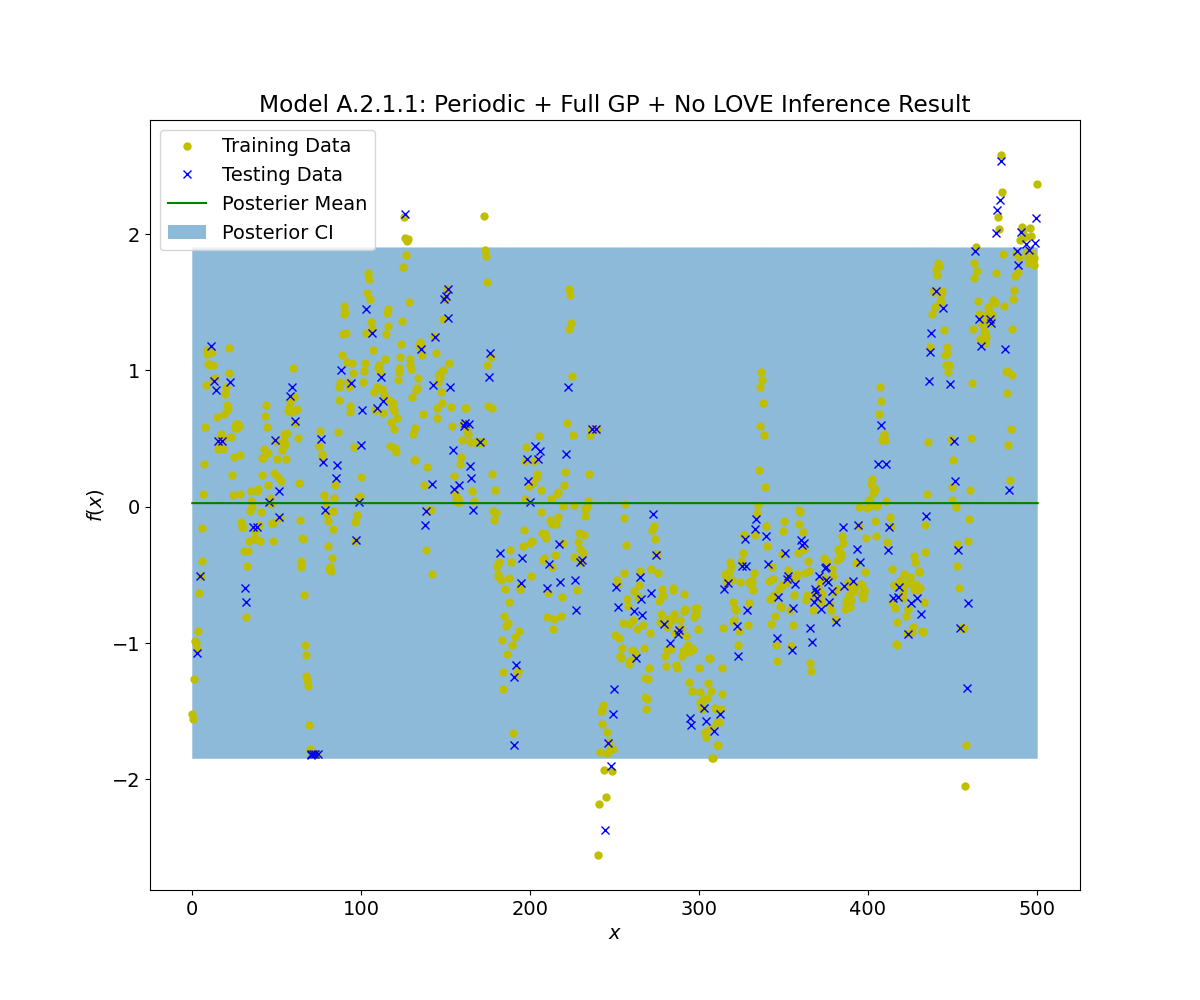 Model A.2.1.1: Periodic + Full GP + No LOVE Inference Result
Training Data
Testing Data
Posterier Mean
Posterior CI
2
1
0
−1
−2
f(x)
0 100 200 300 400 500
x